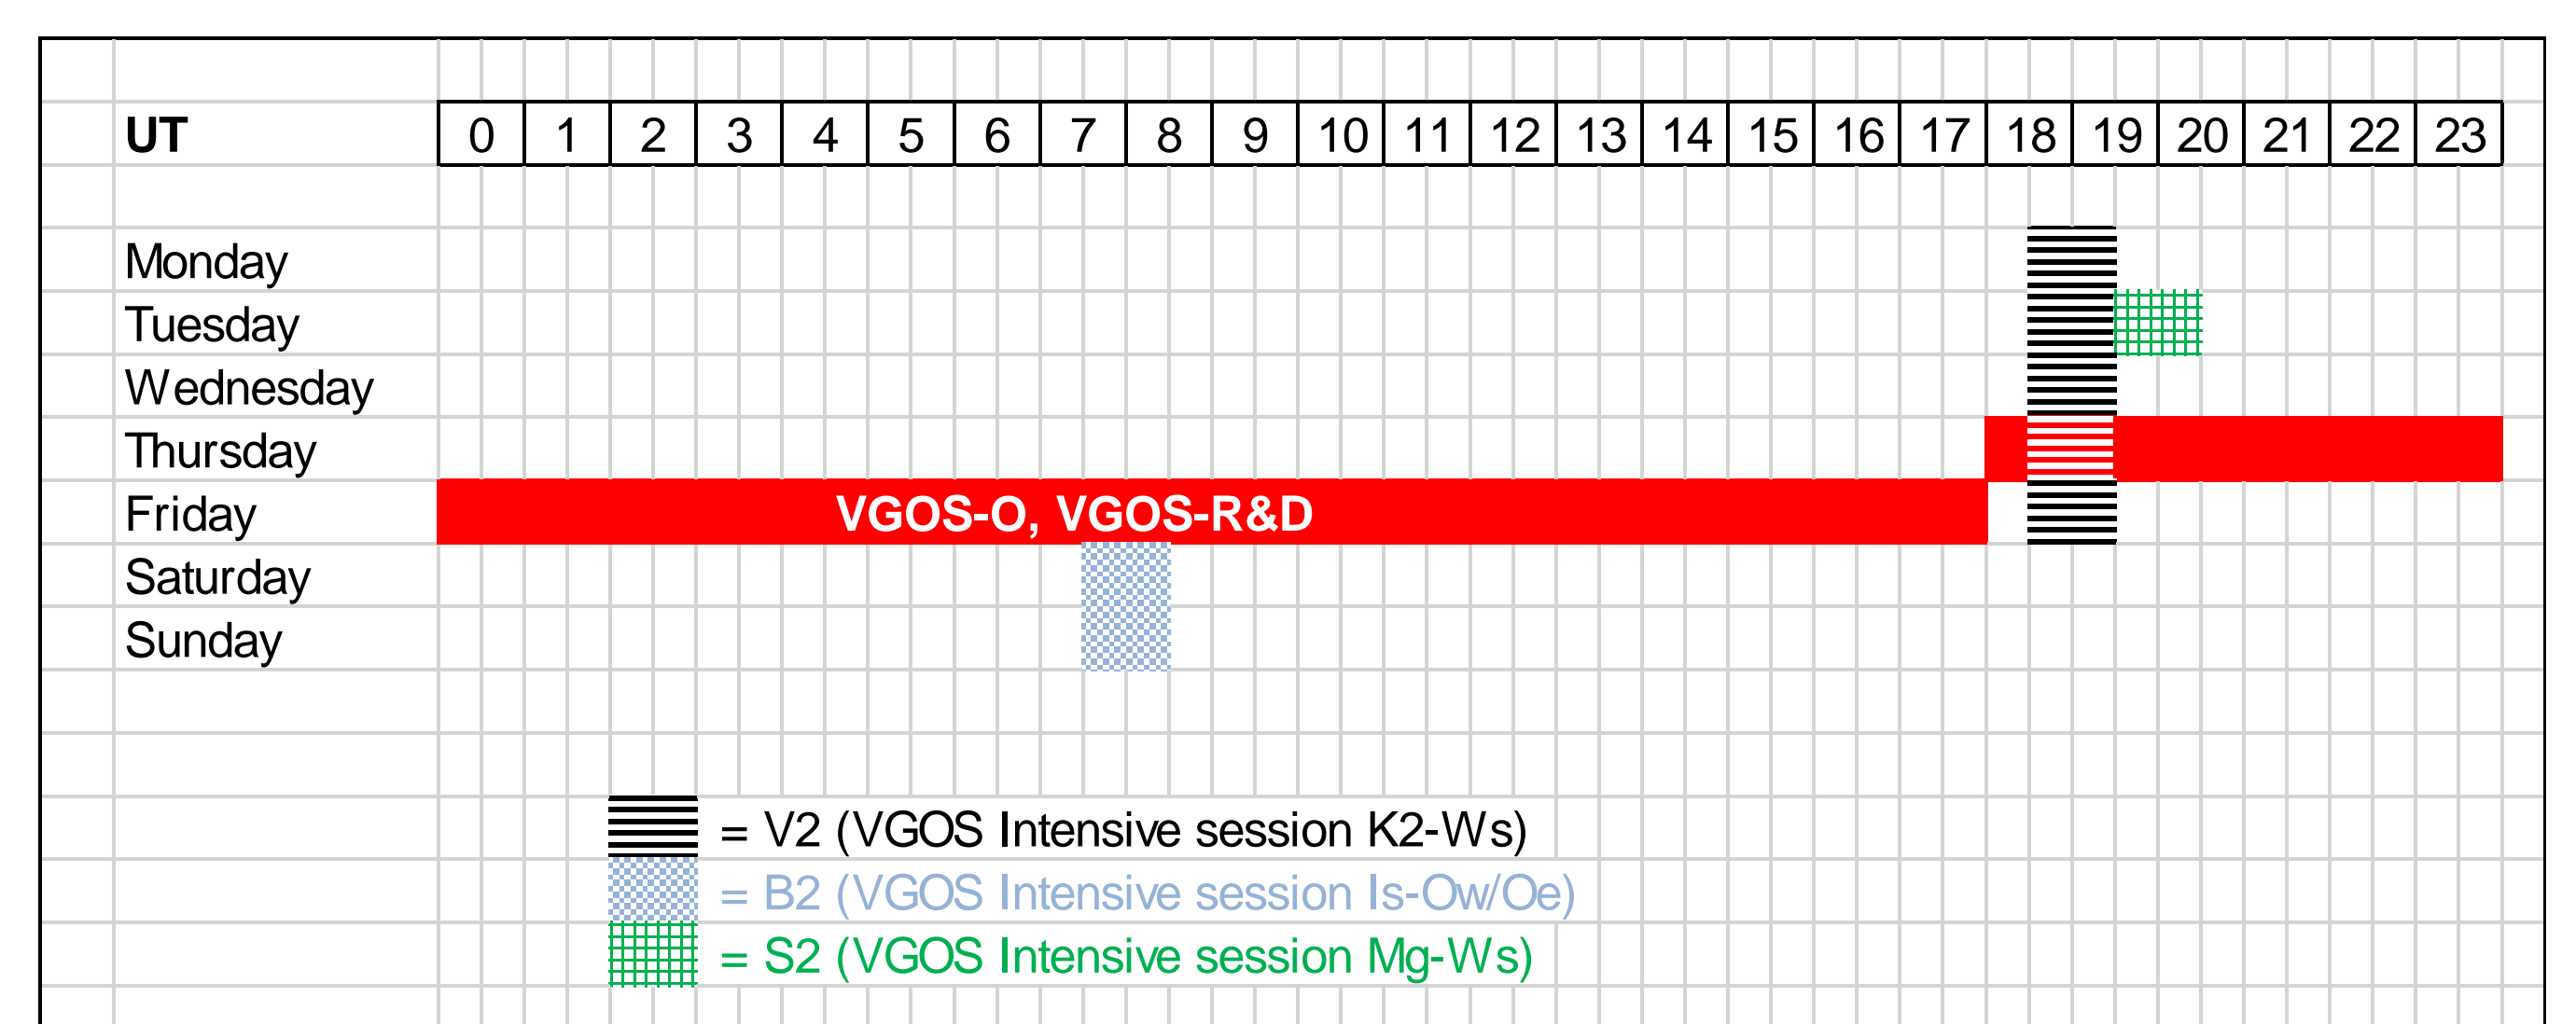 UT 0 1 2 3 4 5 6 7 8 9 10 11 12 13 14 15 16 17 18 19 20 21 22 23
Monday
Tuesday
Wednesday
Thursday
Friday VGOS-O, VGOS-R&D
Saturday
Sunday
= V2 (VGOS Intensive session K2-Ws)
= B2 (VGOS Intensive session Is-Ow/Oe)
= S2 (VGOS Intensive session Mg-Ws)